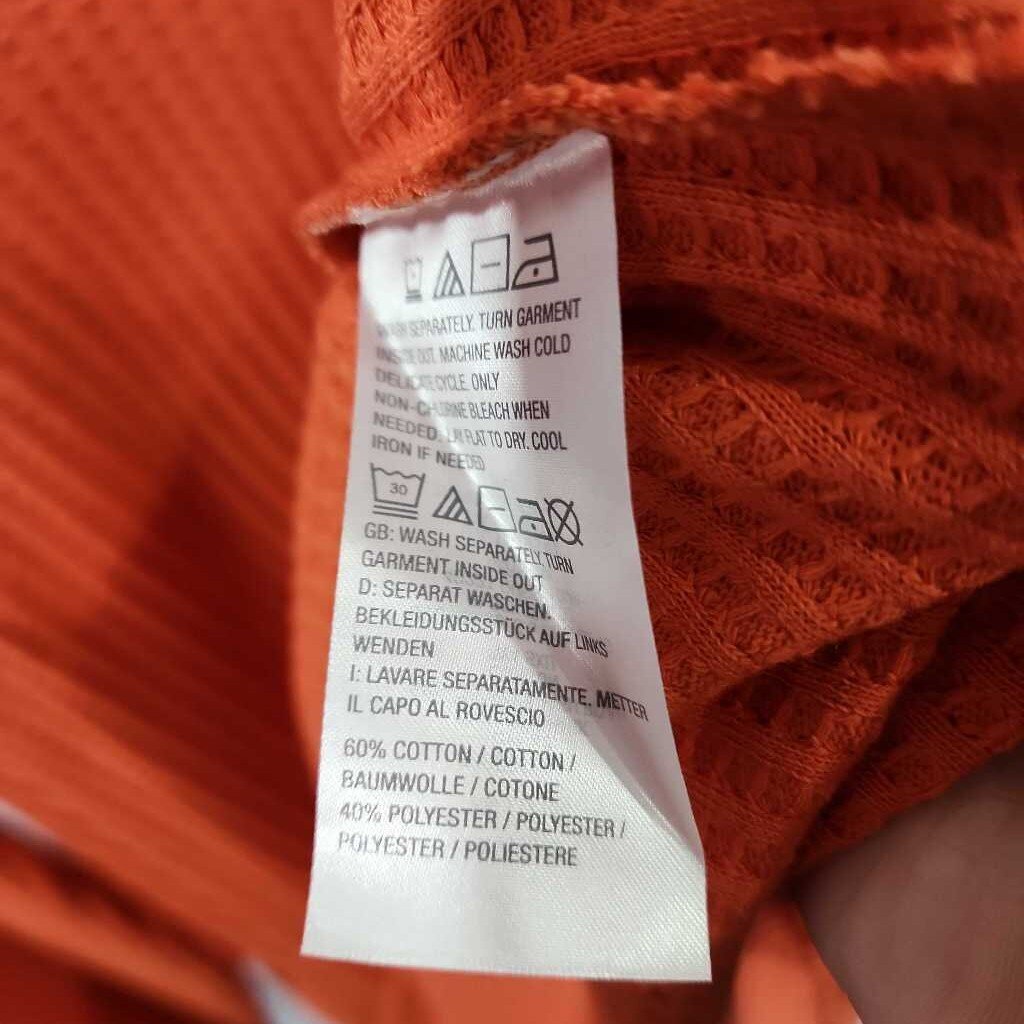 WASH SEPARATELY. TURN GARMENT
INSIDE OUT. MACHINE WASH COLD
DELICATE CYCLE. ONLY
NON-CHLORINE BLEACH WHEN
NEEDED. LAY FLAT TO DRY. COOL
IRON IF NEEDED
30
GB: WASH SEPARATELY TURN
GARMENT INSIDE OUT
D: SEPARAT WASCHEN.
BEKLEIDUNGSSTÜCK AUF LINKS
WENDEN
I: LAVARE SEPARATAMENTE. METTER
IL CAPO AL ROVESCIO
60% COTTON / COTTON /
BAUMWOLLE / COTONE
40% POLYESTER / POLYESTER /
POLYESTER / POLIESTERE